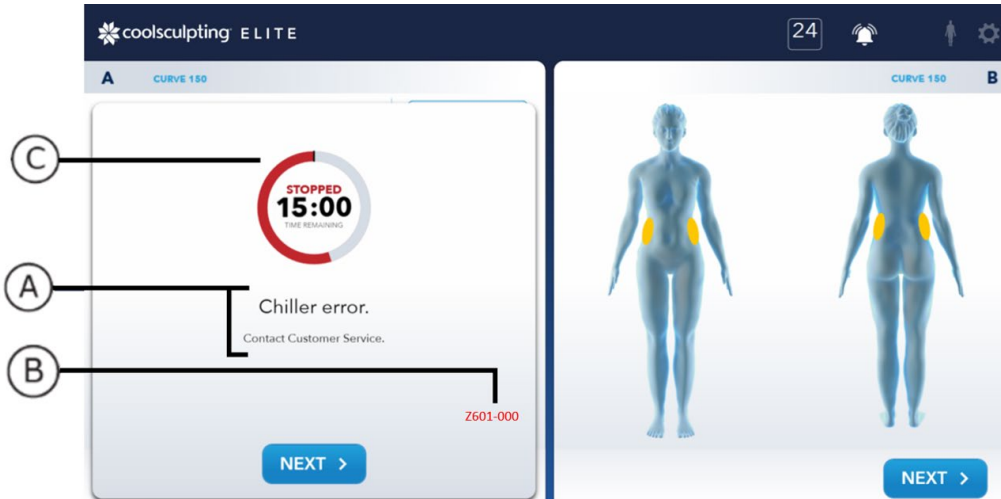 coolsculpting ELITE
24
A CURVE 150
CURVE 150 B
C
STOPPED
15:00
TIME REMAINING
A
Chiller error.
Contact Customer Service.
B
Z601-000
NEXT >
NEXT >